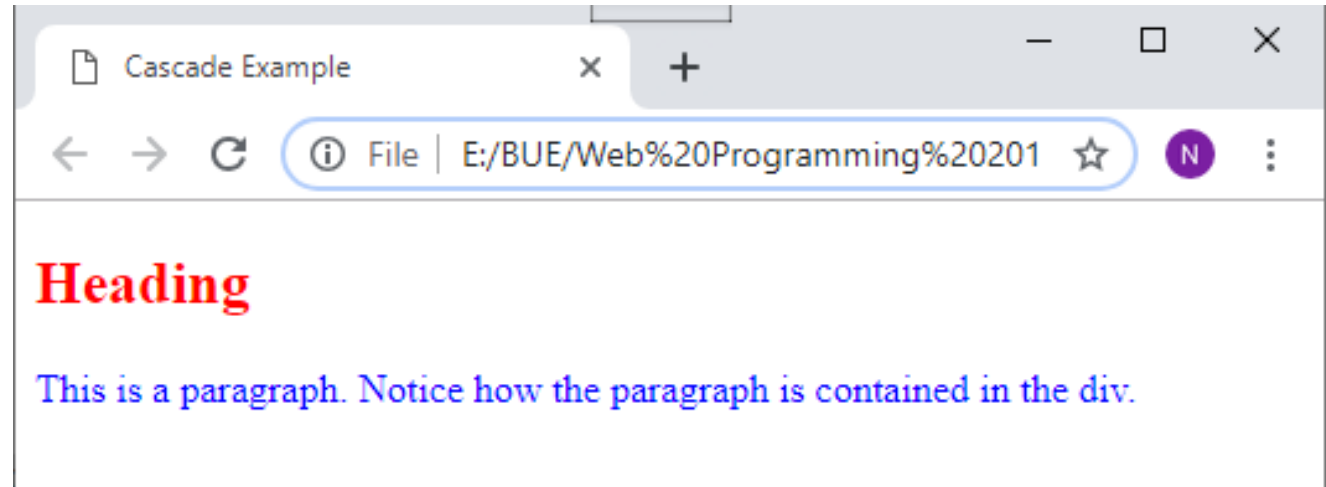 Cascade Example
File E:/BUE/Web%20Programming%20201
N
Heading
This is a paragraph. Notice how the paragraph is contained in the div.